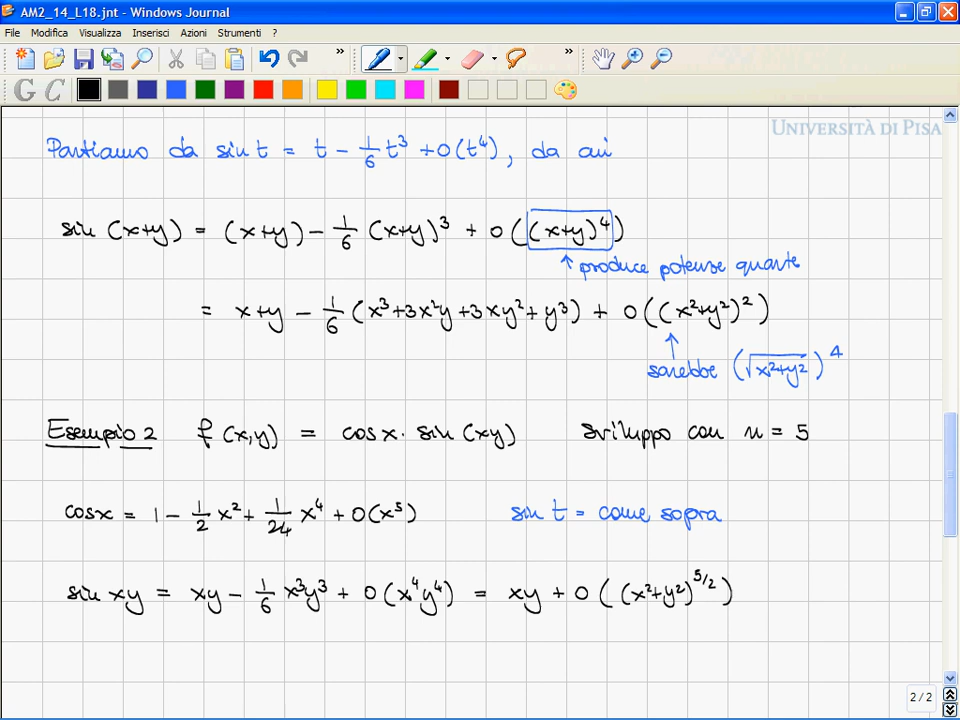 AM2_14_L18.jnt - Windows Journal
File Modifica Visualizza Inserisci Azioni Strumenti ?
UNIVERSITÀ DI PISA
Partiamo da sin t = t - 1/6 t³ + o(t⁴), da cui
sin (x+y) = (x+y) - 1/6 (x+y)³ + o((x+y)⁴)
↑ produce potenze quarte
= x+y - 1/6 (x³+3x²y+3xy²+y³) + o((x²+y²)²)
↑
sarebbe (√x²+y²)⁴
Esempio 2 f(x,y) = cos x · sin (xy) sviluppo con n = 5
cos x = 1 - 1/2 x² + 1/24 x⁴ + o(x⁵) sin t = come sopra
sin xy = xy - 1/6 x³y³ + o(x⁴y⁴) = xy + o((x²+y²)^5/2)
2 / 2